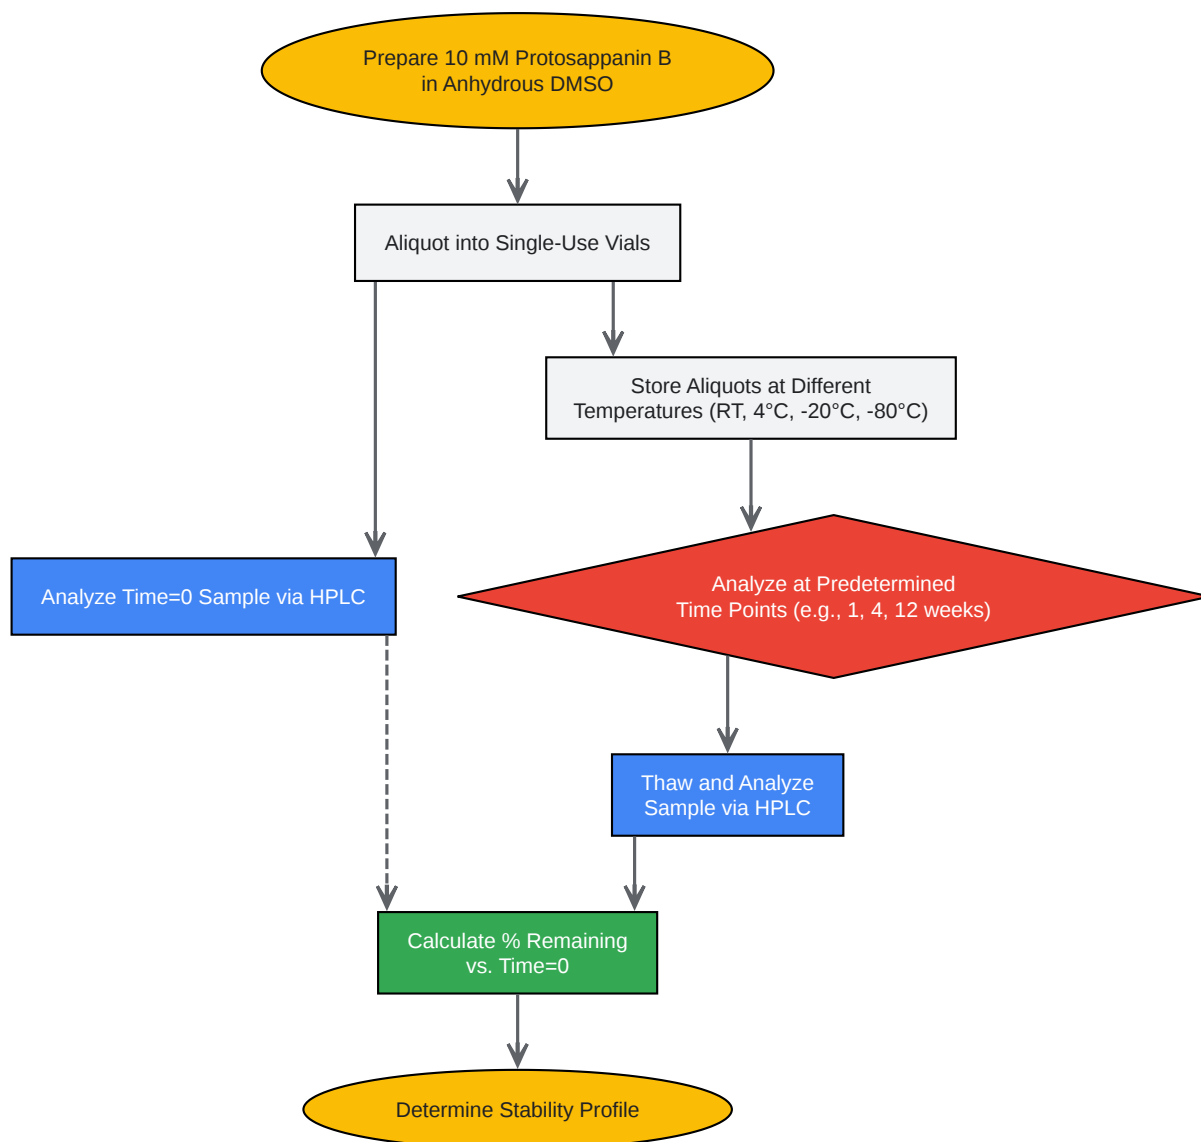 Prepare 10 mM Protosappanin B
in Anhydrous DMSO
Aliquot into Single-Use Vials
Store Aliquots at Different
Temperatures (RT, 4°C, -20°C, -80°C)
Analyze Time=0 Sample via HPLC
Analyze at Predetermined
Time Points (e.g., 1, 4, 12 weeks)
Thaw and Analyze
Sample via HPLC
Calculate % Remaining
vs. Time=0
Determine Stability Profile